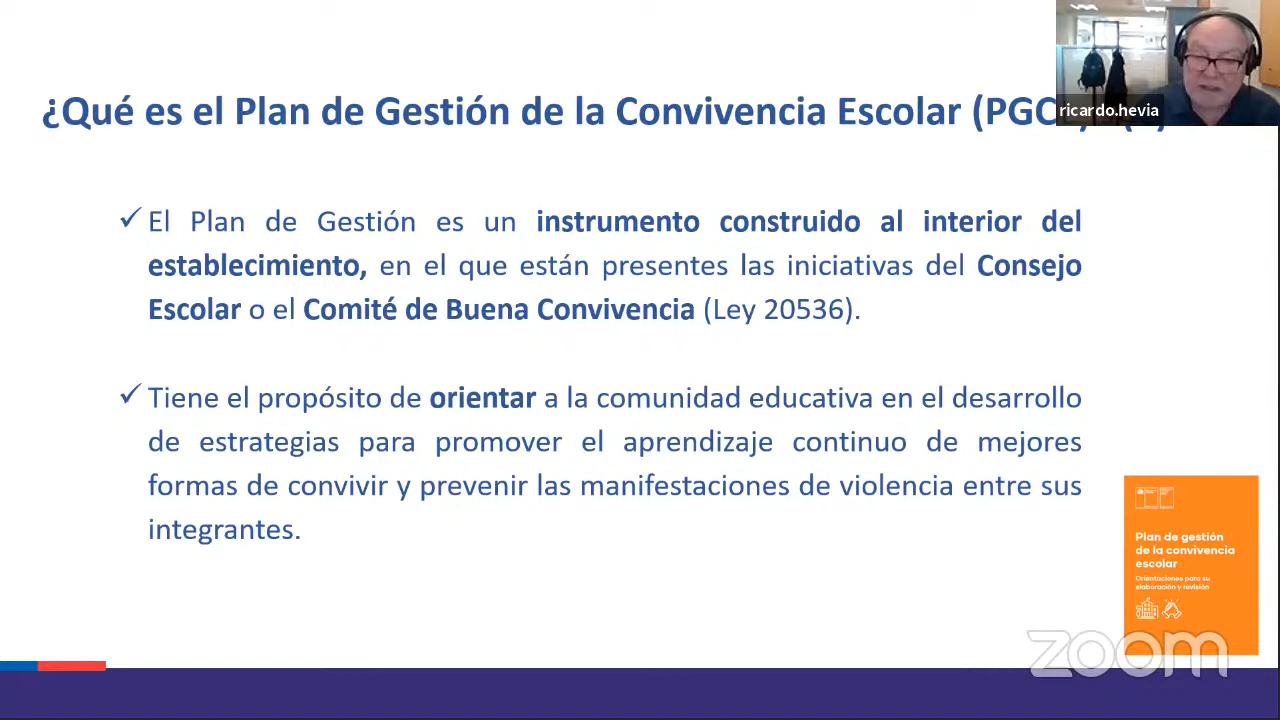 ¿Qué es el Plan de Gestión de la Convivencia Escolar (PGC
ricardo.hevia
El Plan de Gestión es un instrumento construido al interior del
establecimiento, en el que están presentes las iniciativas del Consejo
Escolar o el Comité de Buena Convivencia (Ley 20536).
Tiene el propósito de orientar a la comunidad educativa en el desarrollo
de estrategias para promover el aprendizaje continuo de mejores
formas de convivir y prevenir las manifestaciones de violencia entre sus
integrantes.
Plan de gestión
de la convivencia
escolar
Orientaciones para su
elaboración y revisión
zoom